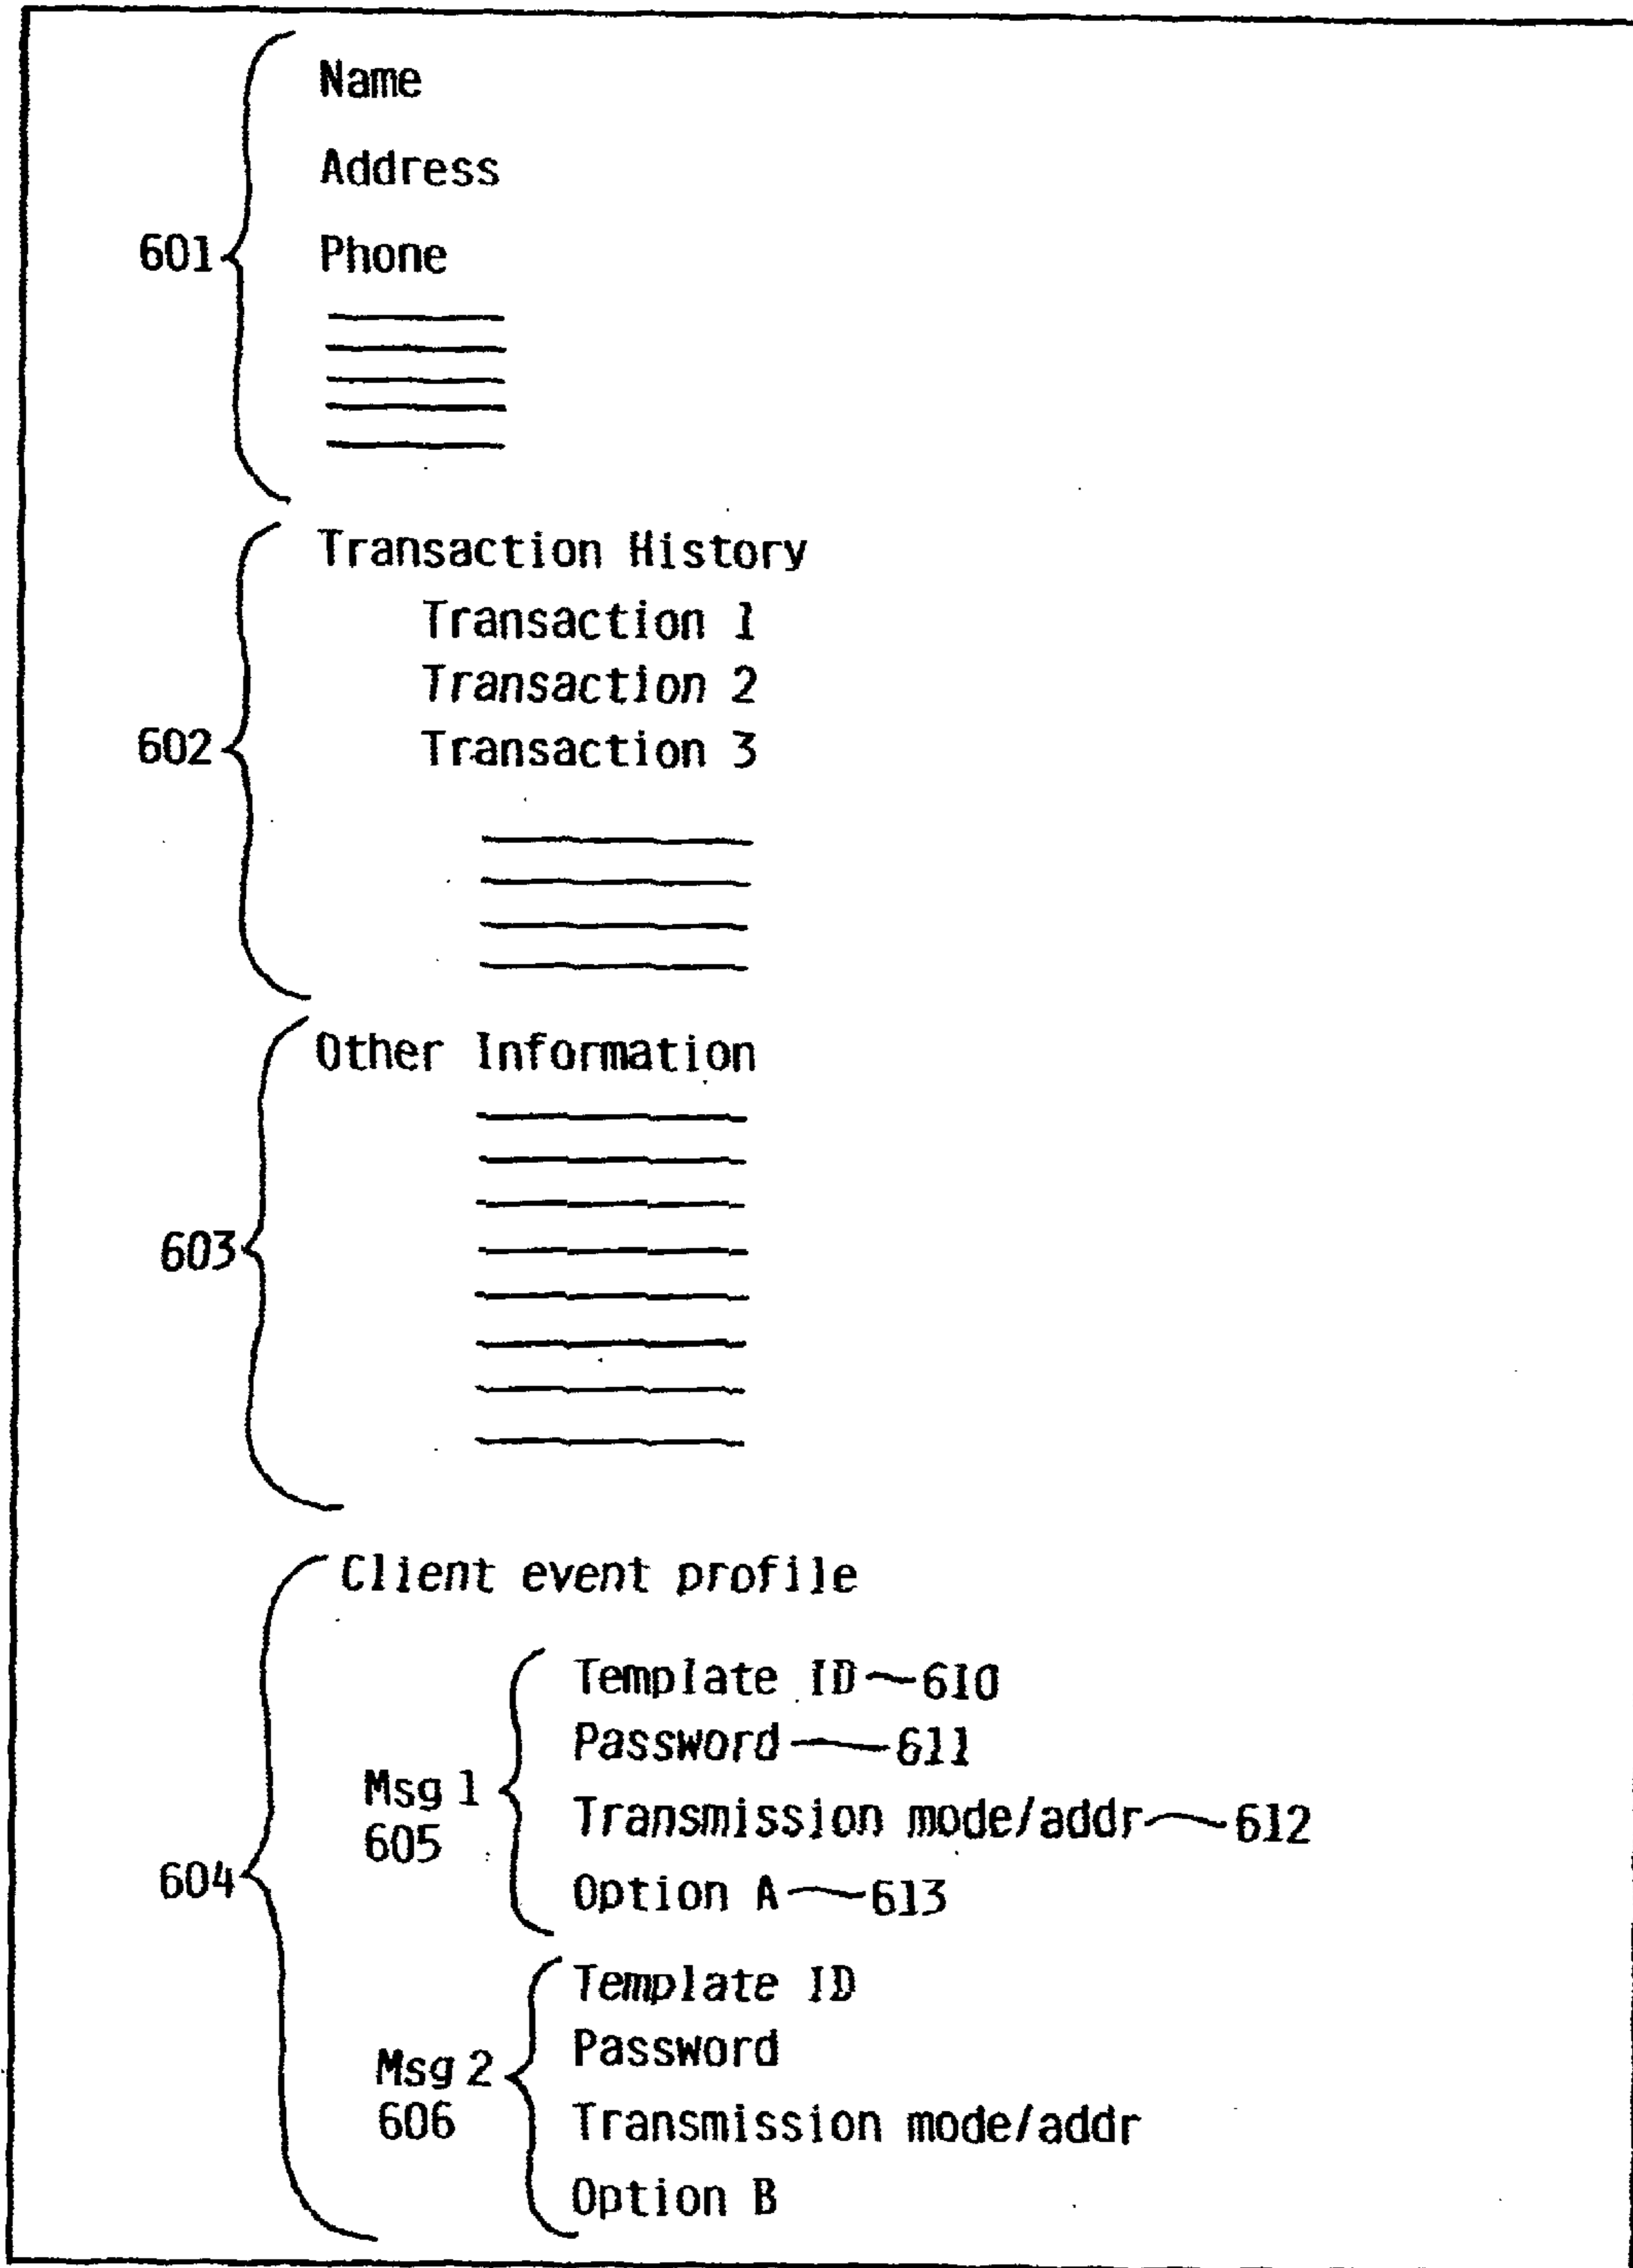 Name
Address
601
Phone
Transaction History
Transaction 1
Transaction 2
602
Transaction 3
Other Information
603
Client event profile
Template ID 610
Password 611
Msg 1
605
Transmission mode/addr 612
604
Option A 613
Template ID
Password
Msg 2
606
Transmission mode/addr
Option B